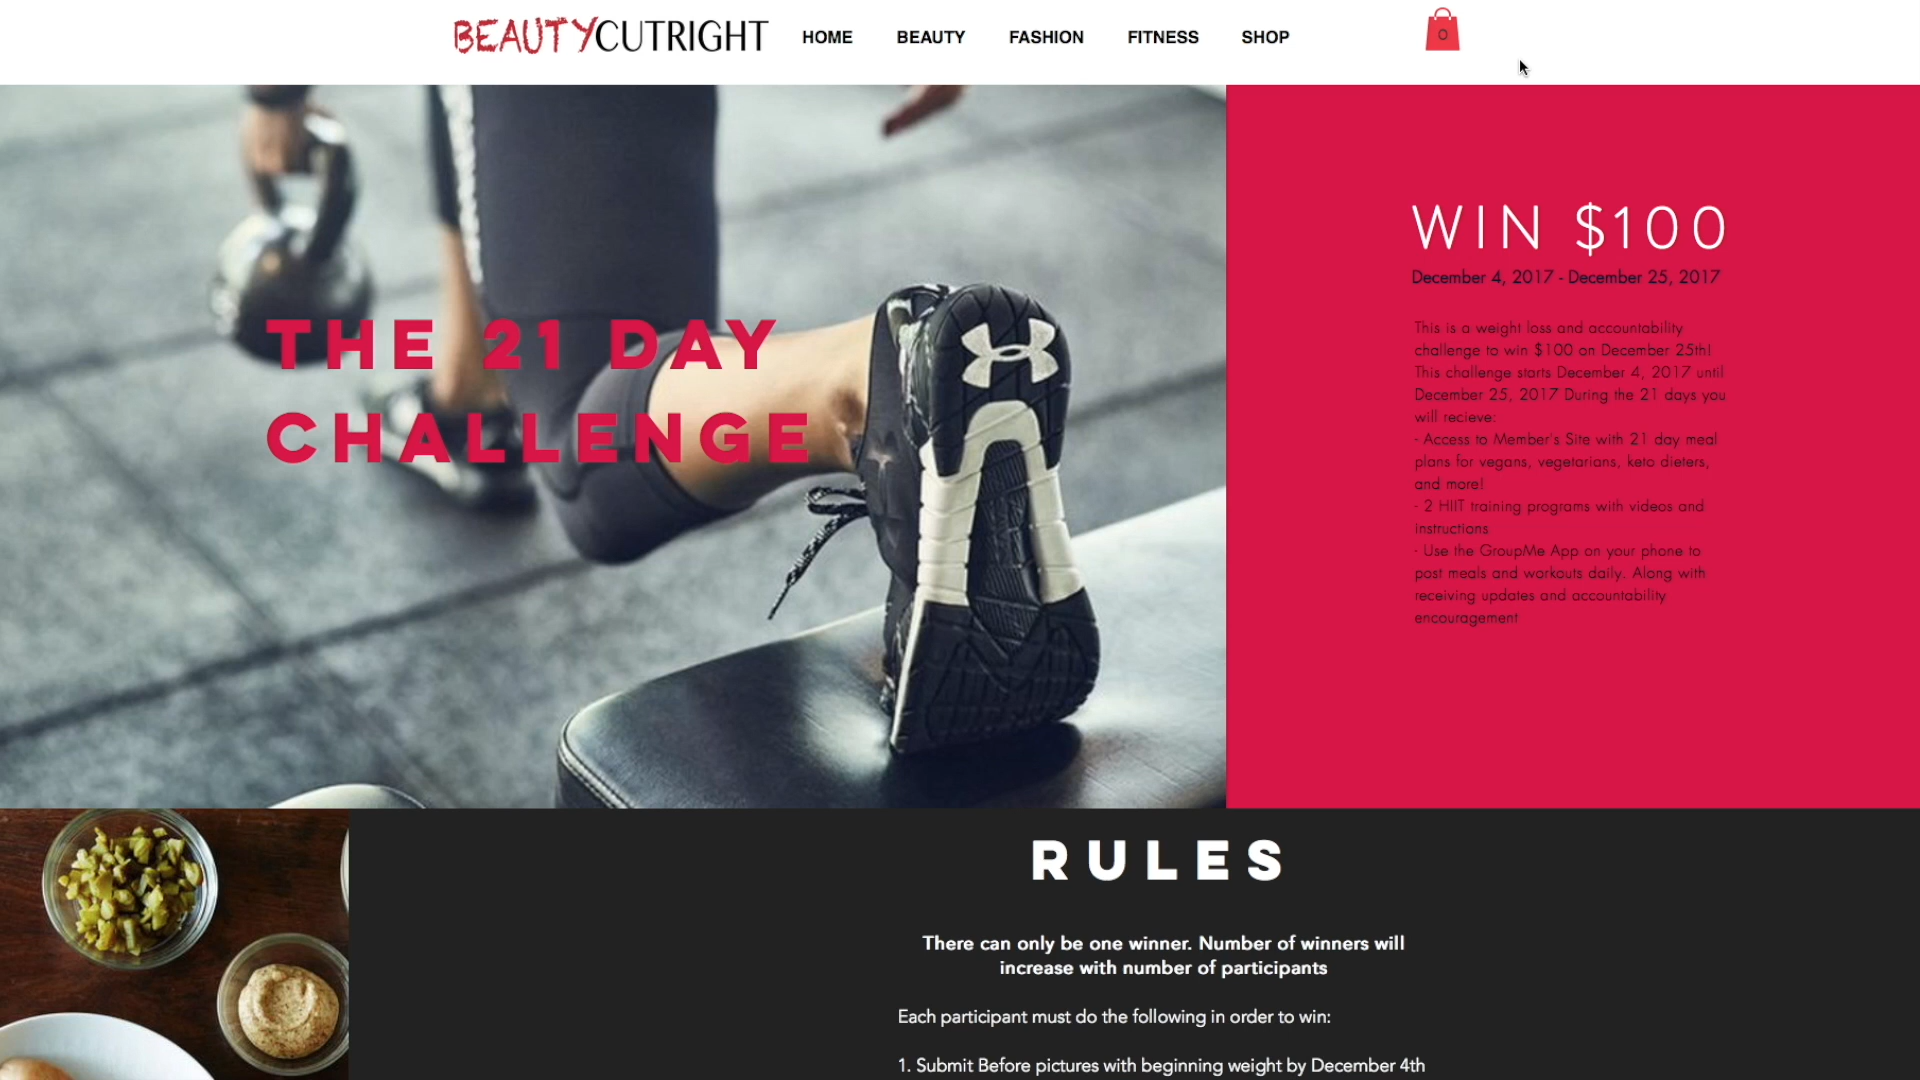 BEAUTYCUTRIGHT HOME BEAUTY FASHION FITNESS SHOP 0
THE 21 DAY
CHALLENGE
WIN $100
December 4, 2017 - December 25, 2017
This is a weight loss and accountability
challenge to win $100 on December 25th!
This challenge starts December 4, 2017 until
December 25, 2017 During the 21 days you
will recieve:
- Access to Member's Site with 21 day meal
plans for vegans, vegetarians, keto dieters,
and more!
- 2 HIIT training programs with videos and
instructions
- Use the GroupMe App on your phone to
post meals and workouts daily. Along with
receiving updates and accountability
encouragement
RULES
There can only be one winner. Number of winners will
increase with number of participants
Each participant must do the following in order to win:
1. Submit Before pictures with beginning weight by December 4th